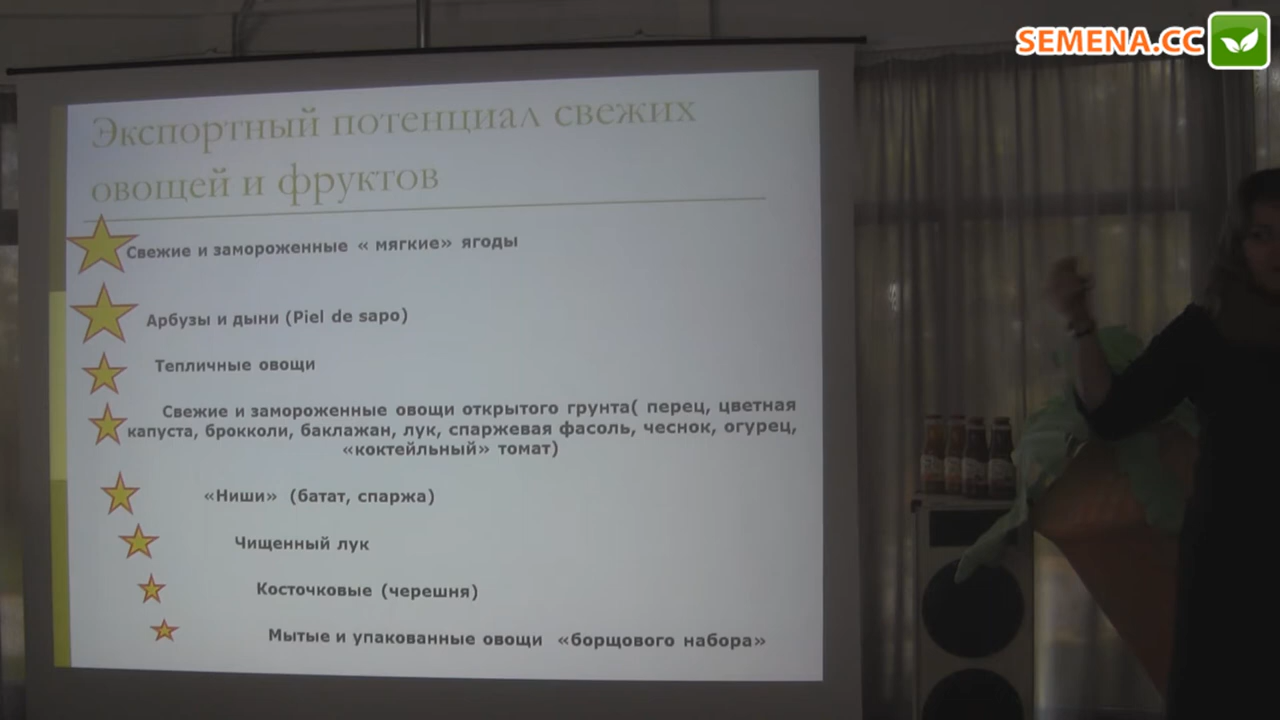 SEMENA.CC
Экспортный потенциал свежих
овощей и фруктов
Свежие и замороженные « мягкие» ягоды
Арбузы и дыни (Piel de sapo)
Тепличные овощи
Свежие и замороженные овощи открытого грунта( перец, цветная
капуста, брокколи, баклажан, лук, спаржевая фасоль, чеснок, огурец,
«коктейльный» томат)
«Ниши» (батат, спаржа)
Чищенный лук
Косточковые (черешня)
Мытые и упакованные овощи «борщового набора»